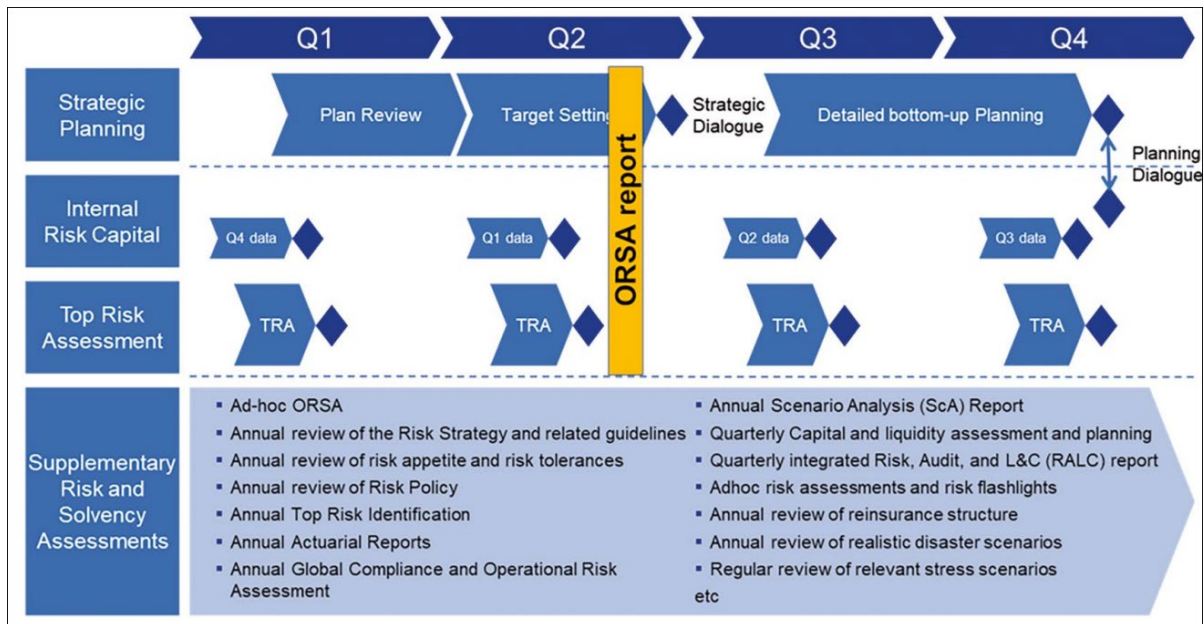 Q1
Q2
Q3
Q4
Strategic
Planning
Plan Review
Target Setting
Strategic
Dialogue
Detailed bottom-up Planning
Planning
Dialogue
ORSA report
Internal
Risk Capital
Q4 data
Q1 data
Q2 data
Q3 data
Top Risk
Assessment
TRA
TRA
TRA
TRA
Supplementary
Risk and
Solvency
Assessments
▪ Ad-hoc ORSA
▪ Annual review of the Risk Strategy and related guidelines
▪ Annual review of risk appetite and risk tolerances
▪ Annual review of Risk Policy
▪ Annual Top Risk Identification
▪ Annual Actuarial Reports
▪ Annual Global Compliance and Operational Risk
Assessment
▪ Annual Scenario Analysis (ScA) Report
▪ Quarterly Capital and liquidity assessment and planning
▪ Quarterly integrated Risk, Audit, and L&C (RALC) report
▪ Adhoc risk assessments and risk flashlights
▪ Annual review of reinsurance structure
▪ Annual review of realistic disaster scenarios
▪ Regular review of relevant stress scenarios
etc